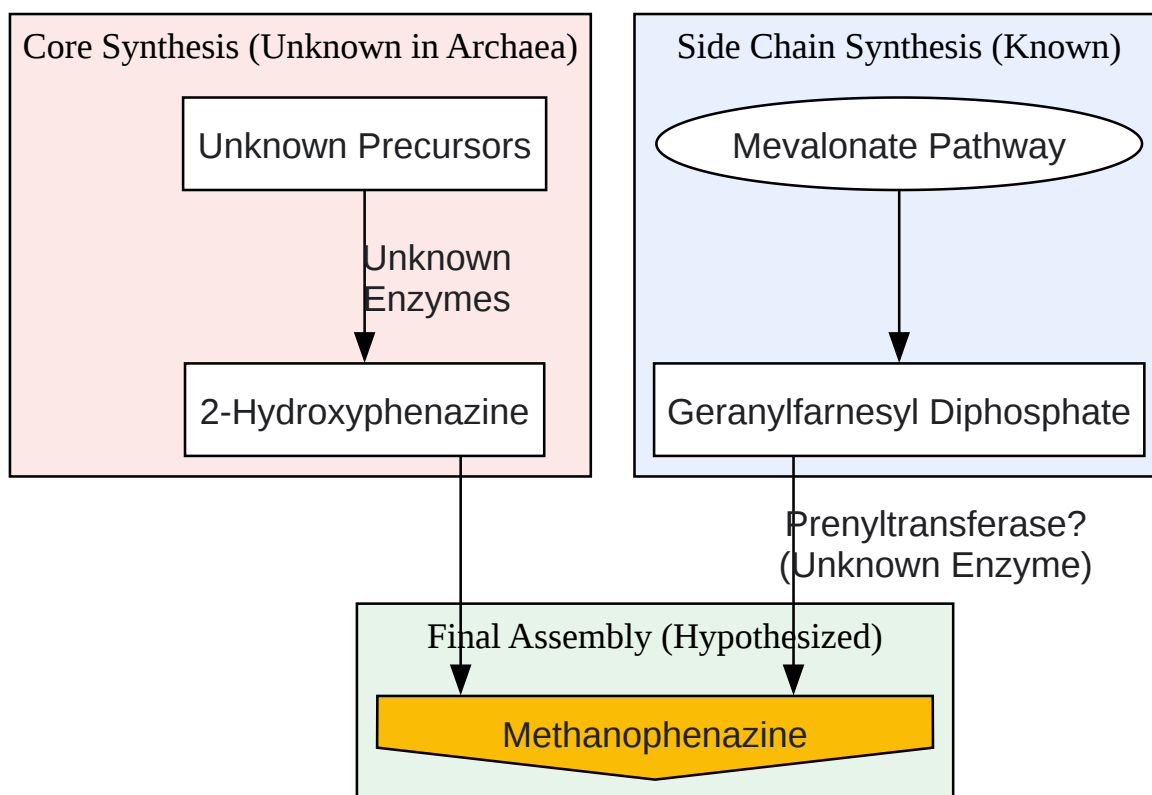 Core Synthesis (Unknown in Archaea)
Unknown Precursors
Unknown
Enzymes
2-Hydroxyphenazine
Side Chain Synthesis (Known)
Mevalonate Pathway
Geranylfarnesyl Diphosphate
Prenyltransferase?
(Unknown Enzyme)
Final Assembly (Hypothesized)
Methanophenazine